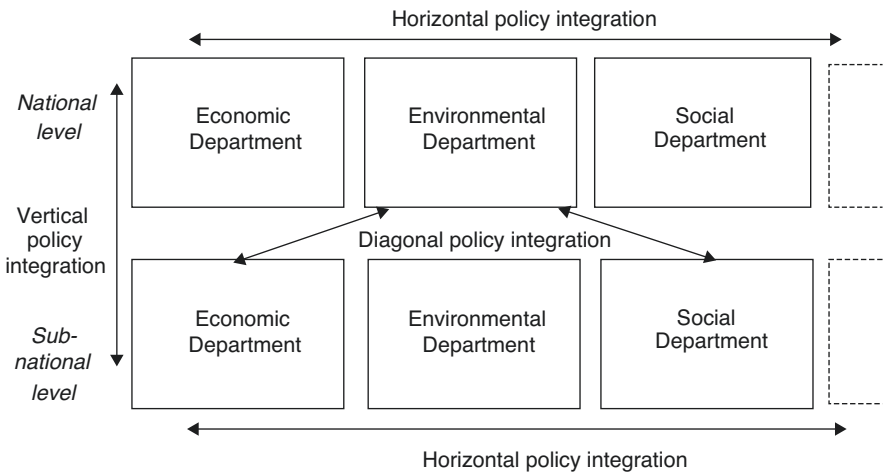 Horizontal policy integration
National
level
Economic
Department
Environmental
Department
Social
Department
Vertical
policy
integration
Diagonal policy integration
Sub-
national
level
Economic
Department
Environmental
Department
Social
Department
Horizontal policy integration